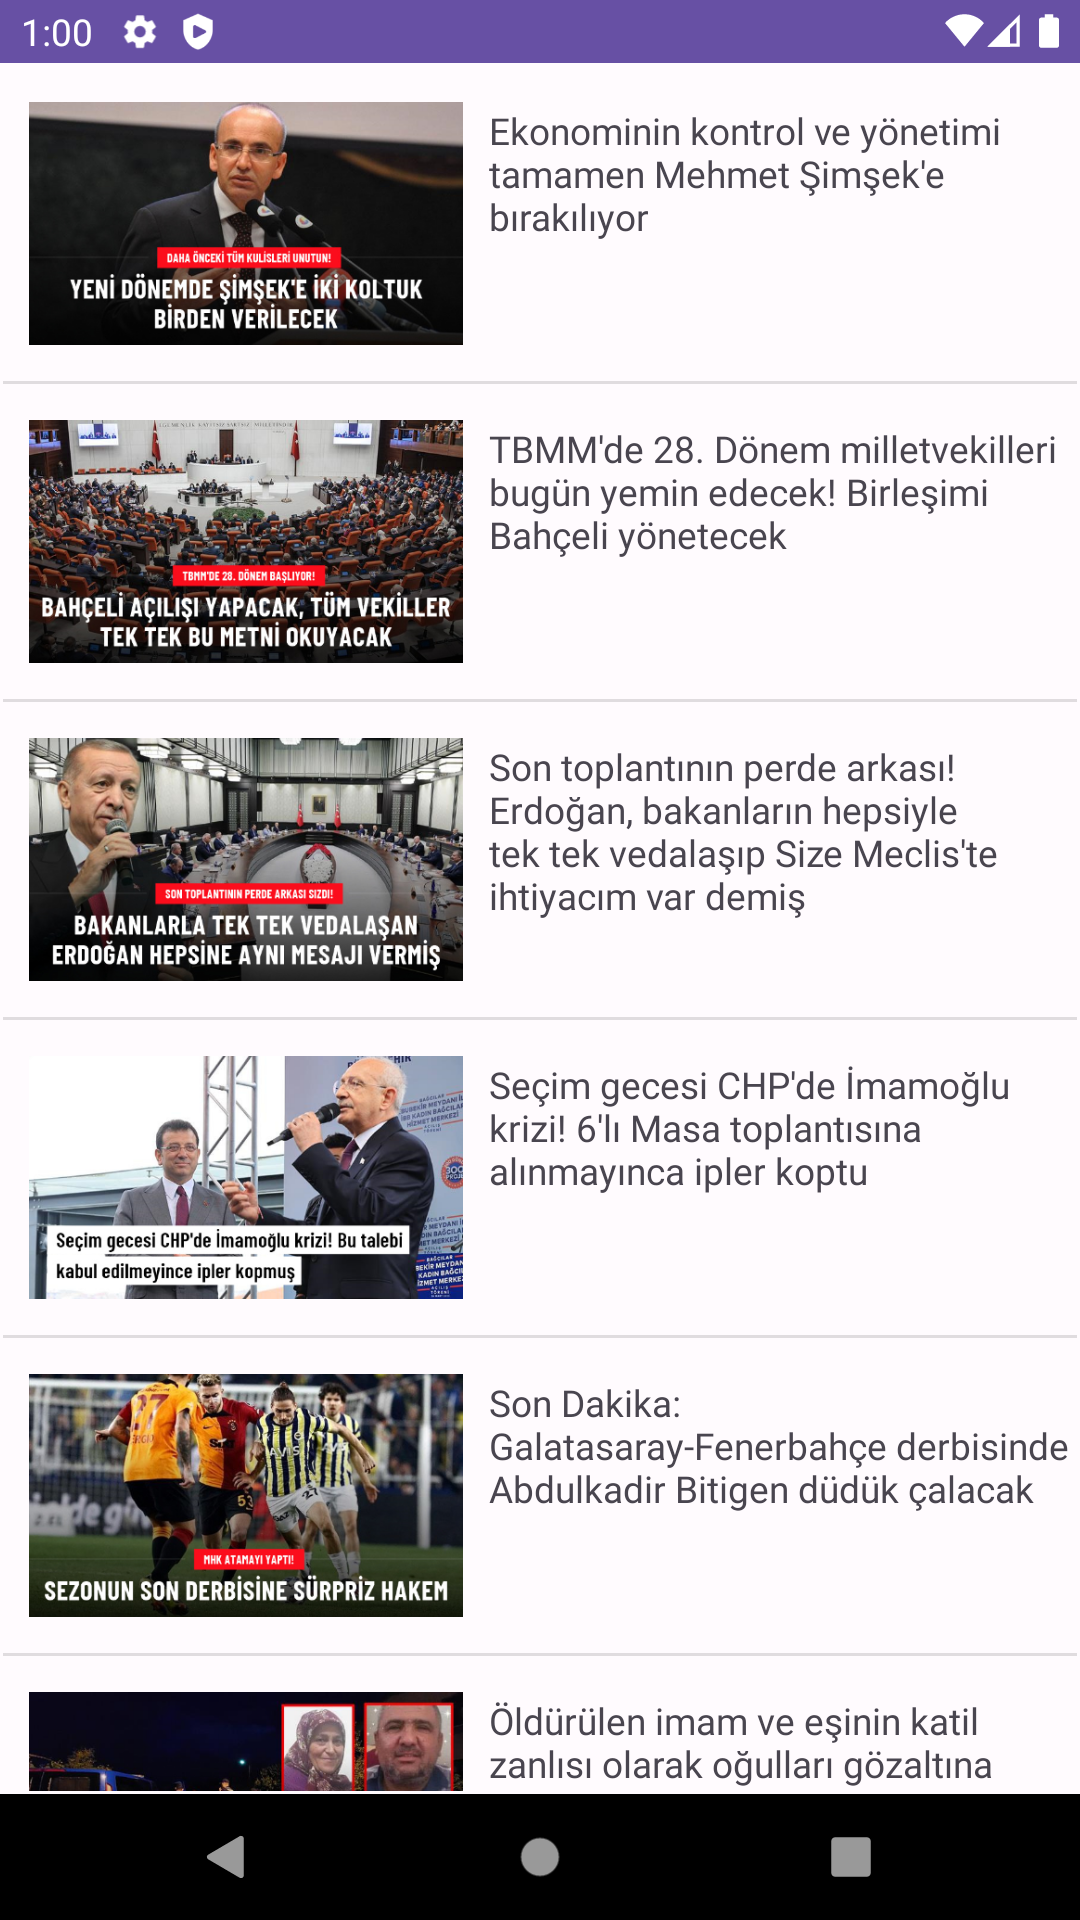 1:00
Ekonominin kontrol ve yönetimi
tamamen Mehmet Şimşek'e
bırakılıyor
DAHA ÖNCEKİ TÜM KULİSLERİ UNUTUN!
YENİ DÖNEMDE ŞİMŞEK'E İKİ KOLTUK
BİRDEN VERİLECEK
TBMM'de 28. Dönem milletvekilleri
bugün yemin edecek! Birleşimi
Bahçeli yönetecek
TBMM'DE 28. DÖNEM BAŞLIYOR!
BAHÇELİ AÇILIŞI YAPACAK, TÜM VEKİLLER
TEK TEK BU METNİ OKUYACAK
Son toplantının perde arkası!
Erdoğan, bakanların hepsiyle
tek tek vedalaşıp Size Meclis'te
ihtiyacım var demiş
SON TOPLANTININ PERDE ARKASI SIZDI!
BAKANLARLA TEK TEK VEDALAŞAN
ERDOĞAN HEPSİNE AYNI MESAJI VERMİŞ
Seçim gecesi CHP'de İmamoğlu
krizi! 6'lı Masa toplantısına
alınmayınca ipler koptu
Seçim gecesi CHP'de İmamoğlu krizi! Bu talebi
kabul edilmeyince ipler kopmuş
Son Dakika:
Galatasaray-Fenerbahçe derbisinde
Abdulkadir Bitigen düdük çalacak
MHK ATAMAYI YAPTI!
SEZONUN SON DERBİSİNE SÜRPRİZ HAKEM
Öldürülen imam ve eşinin katil
zanlısı olarak oğulları gözaltına